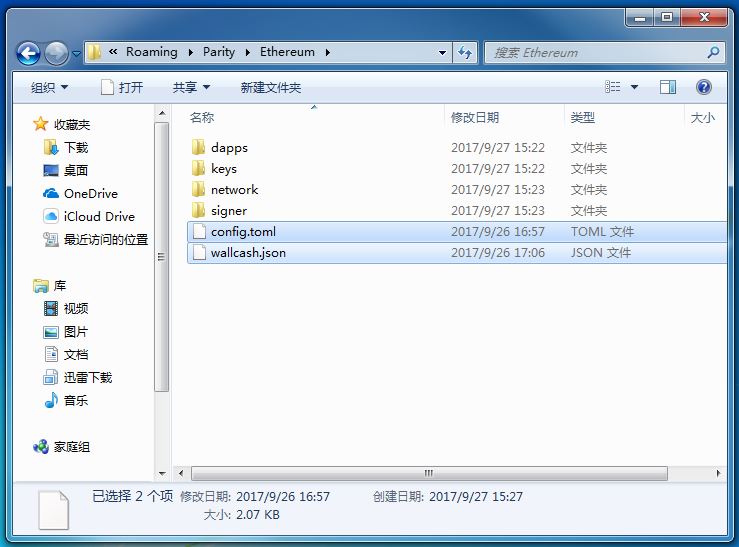 « Roaming ▸ Parity ▸ Ethereum ▸
搜索 Ethereum
组织 打开 共享 新建文件夹
名称 修改日期 类型 大小
收藏夹
下载
桌面
OneDrive
iCloud Drive
最近访问的位置
库
视频
图片
文档
迅雷下载
音乐
家庭组
dapps 2017/9/27 15:22 文件夹
keys 2017/9/27 15:22 文件夹
network 2017/9/27 15:23 文件夹
signer 2017/9/27 15:23 文件夹
config.toml 2017/9/26 16:57 TOML 文件
wallcash.json 2017/9/26 17:06 JSON 文件
已选择 2 个项 修改日期: 2017/9/26 16:57 创建日期: 2017/9/27 15:27
大小: 2.07 KB